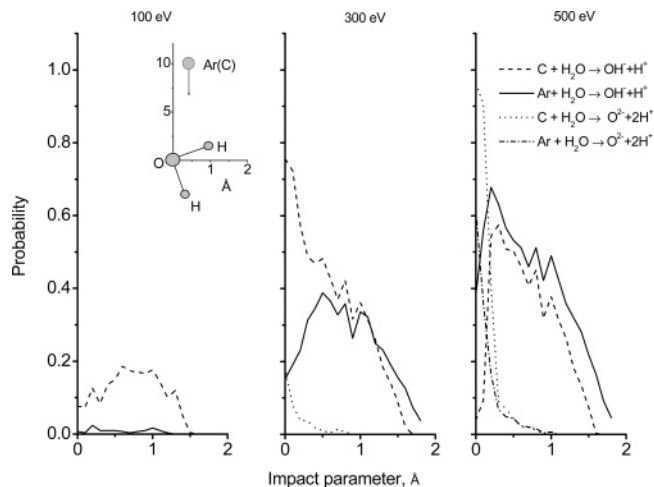 100 eV
300 eV
500 eV
Probability
1.0
0.8
0.6
0.4
0.2
0.0
10
5
Ar(C)
O
H
1
2
Å
H
C + H₂O → OH⁻+H⁺
Ar+ H₂O → OH⁻+H⁺
C + H₂O → O²⁻+2H⁺
Ar + H₂O → O²⁻+2H⁺
0 1 2
0 1 2
0 1 2
Impact parameter, Å